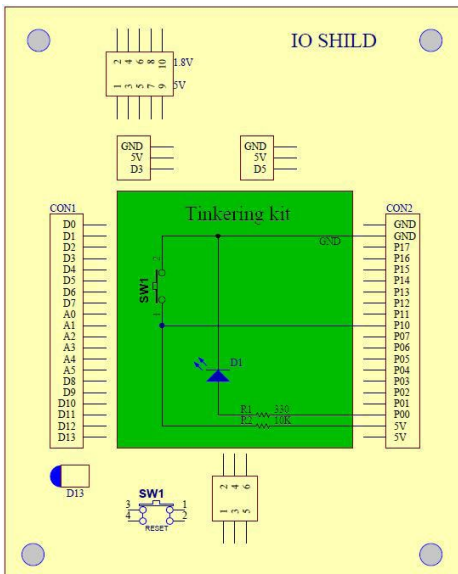 IO SHILD
2 4 6 8 10 1.8V
1 3 5 7 9 5V
GND
5V
D3
GND
5V
D5
CON1
D0
D1
D2
D3
D4
D5
D6
D7
A0
A1
A2
A3
A4
A5
D8
D9
D10
D11
D12
D13
Tinkering kit
GND
2
SW1
1
D1
R1 330
R2 10K
CON2
GND
GND
P17
P16
P15
P14
P13
P12
P11
P10
P07
P06
P05
P04
P03
P02
P01
P00
5V
5V
D13
SW1
3 1
4 2
RESET
2 4 6
1 3 5